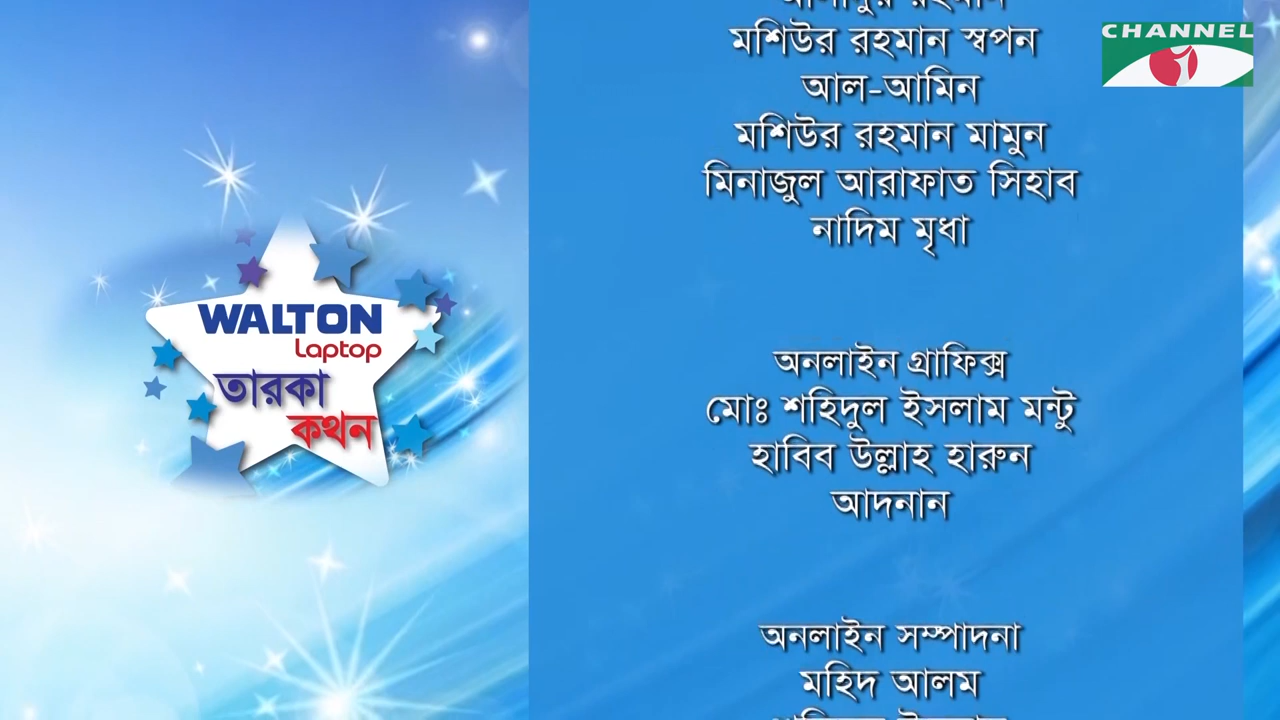 রহমান
মশিউর রহমান স্বপন
আল-আমিন
মশিউর রহমান মামুন
মিনাজুল আরাফাত সিহাব
নাদিম মৃধা
অনলাইন গ্রাফিক্স
মোঃ শহিদুল ইসলাম মন্টু
হাবিব উল্লাহ হারুন
আদনান
অনলাইন সম্পাদনা
মহিদ আলম
WALTON
Laptop
তারকা
কথন
CHANNEL